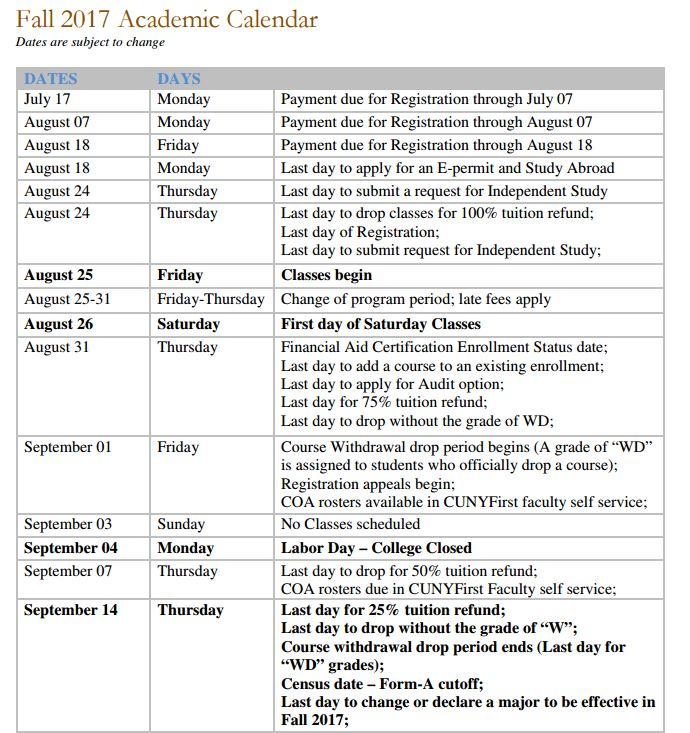 Fall 2017 Academic Calendar
Dates are subject to change
DATES DAYS
July 17 Monday Payment due for Registration through July 07
August 07 Monday Payment due for Registration through August 07
August 18 Friday Payment due for Registration through August 18
August 18 Monday Last day to apply for an E-permit and Study Abroad
August 24 Thursday Last day to submit a request for Independent Study
August 24 Thursday Last day to drop classes for 100% tuition refund;
Last day of Registration;
Last day to submit request for Independent Study;
August 25 Friday Classes begin
August 25-31 Friday-Thursday Change of program period; late fees apply
August 26 Saturday First day of Saturday Classes
August 31 Thursday Financial Aid Certification Enrollment Status date;
Last day to add a course to an existing enrollment;
Last day to apply for Audit option;
Last day for 75% tuition refund;
Last day to drop without the grade of WD;
September 01 Friday Course Withdrawal drop period begins (A grade of “WD”
is assigned to students who officially drop a course);
Registration appeals begin;
COA rosters available in CUNYFirst faculty self service;
September 03 Sunday No Classes scheduled
September 04 Monday Labor Day – College Closed
September 07 Thursday Last day to drop for 50% tuition refund;
COA rosters due in CUNYFirst Faculty self service;
September 14 Thursday Last day for 25% tuition refund;
Last day to drop without the grade of “W”;
Course withdrawal drop period ends (Last day for
“WD” grades);
Census date – Form-A cutoff;
Last day to change or declare a major to be effective in
Fall 2017;